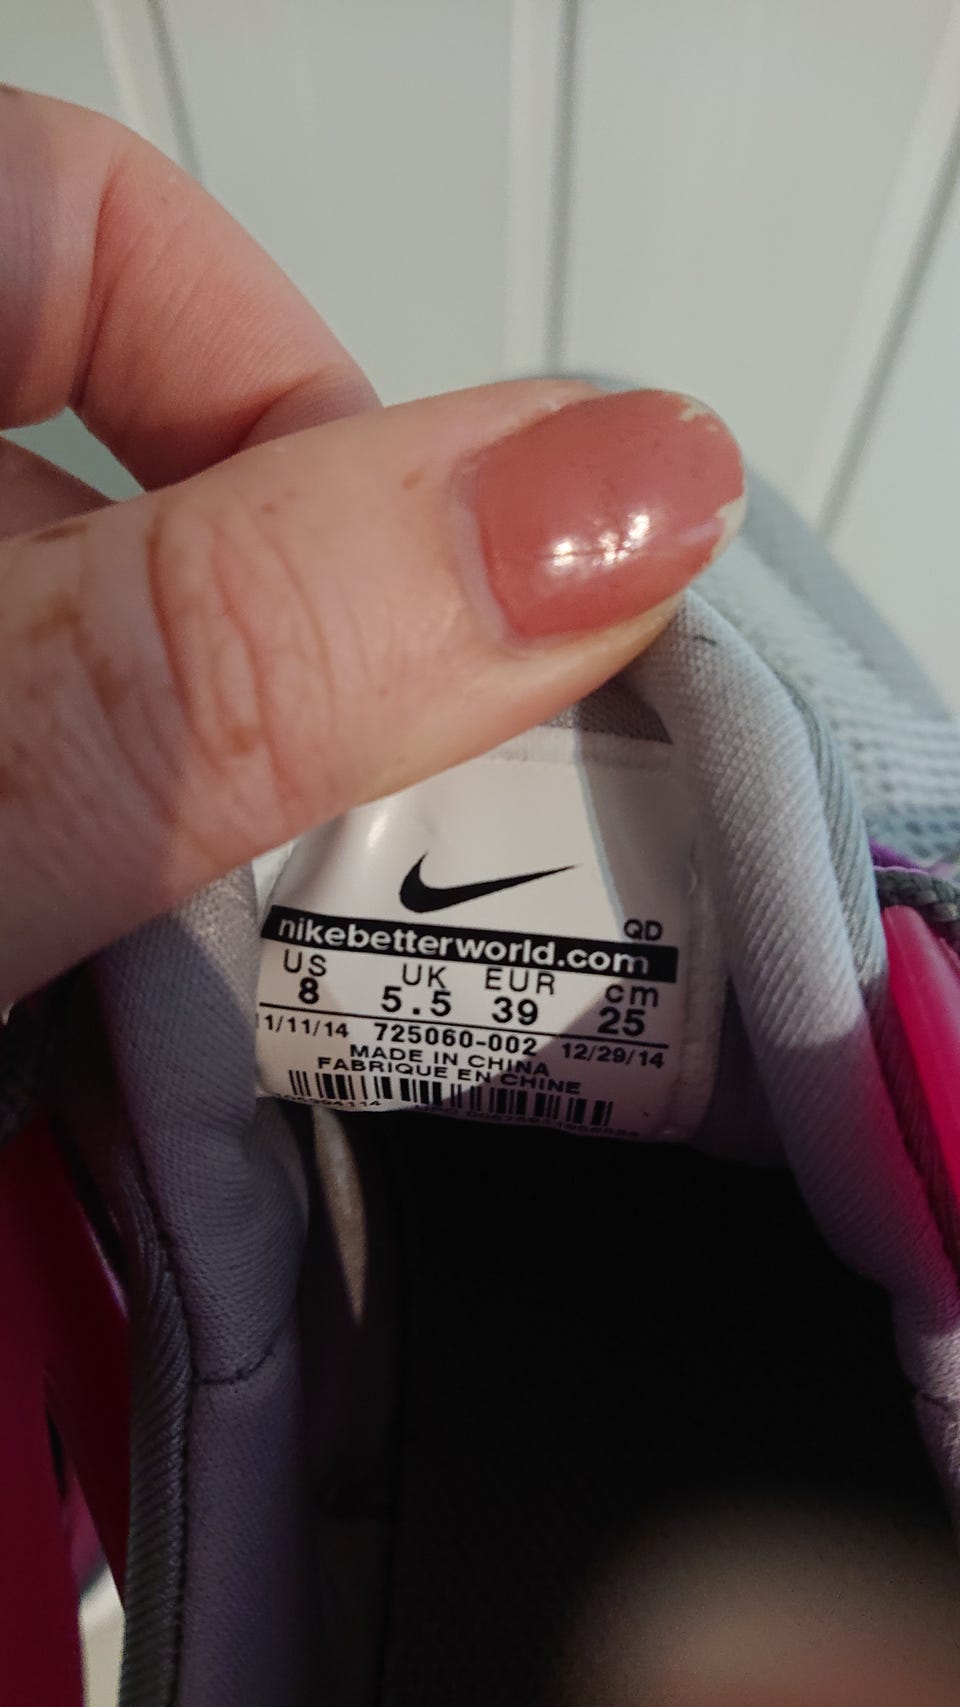 QD
nikebetterworld.com
US UK EUR cm
8 5.5 39 25
11/11/14 725060-002 12/29/14
MADE IN CHINA
FABRIQUE EN CHINE